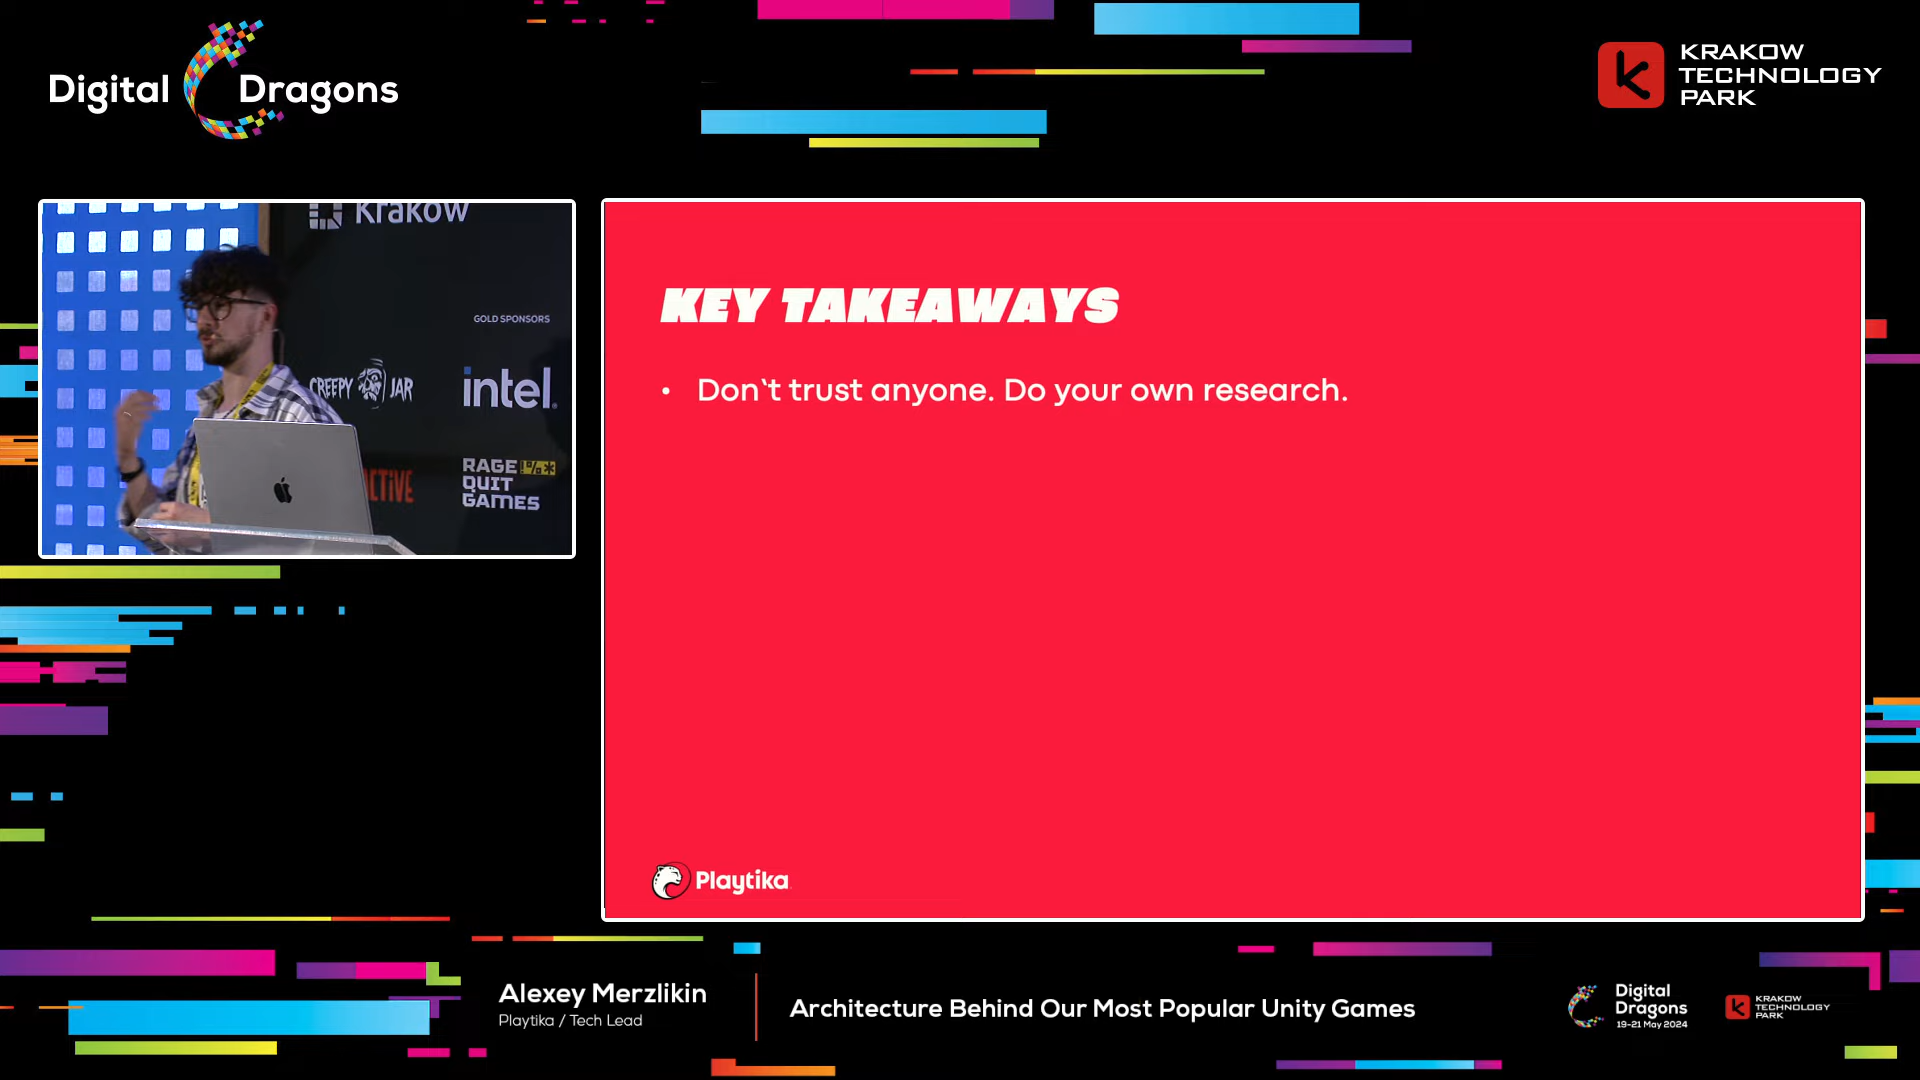 Digital Dragons
KRAKOW
TECHNOLOGY
PARK
Krakow
GOLD SPONSORS
CREEPY JAR
intel.
RAGE !%*
QUIT
GAMES
KEY TAKEAWAYS
• Don't trust anyone. Do your own research.
Playtika
Alexey Merzlikin
Playtika / Tech Lead
Architecture Behind Our Most Popular Unity Games
Digital
Dragons
19-21 May 2024
KRAKOW
TECHNOLOGY
PARK